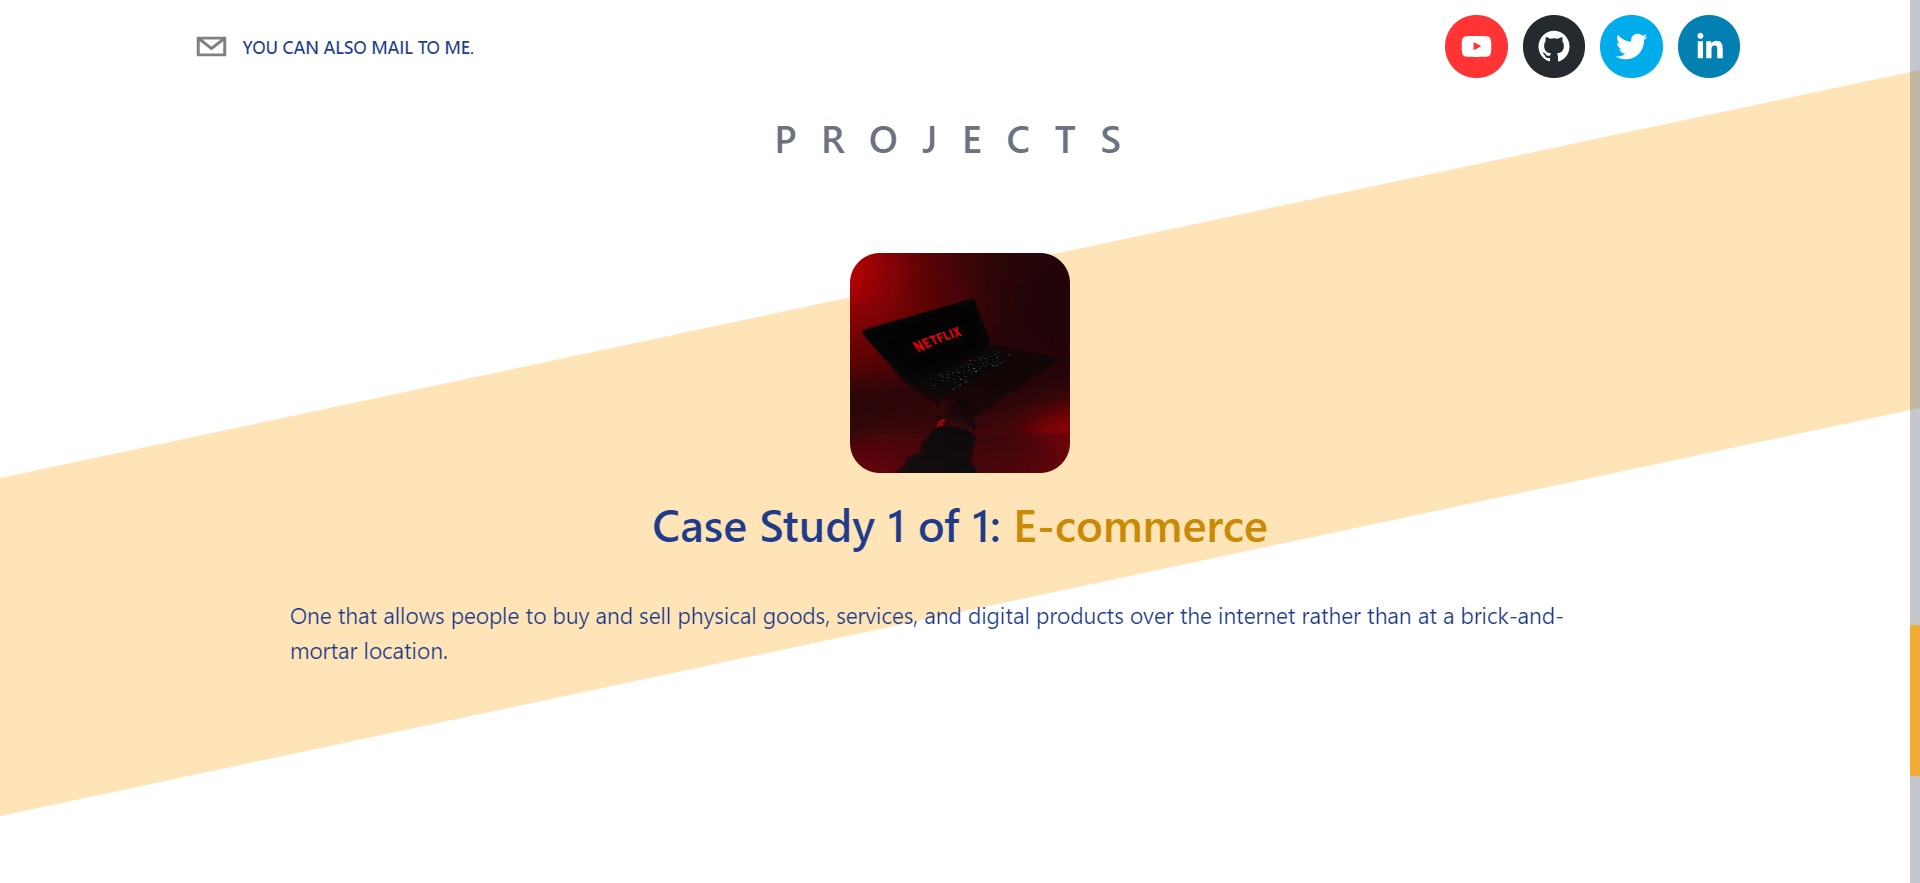 YOU CAN ALSO MAIL TO ME.
in
PROJECTS
NETFLIX
Case Study 1 of 1: E-commerce
One that allows people to buy and sell physical goods, services, and digital products over the internet rather than at a brick-and-
mortar location.